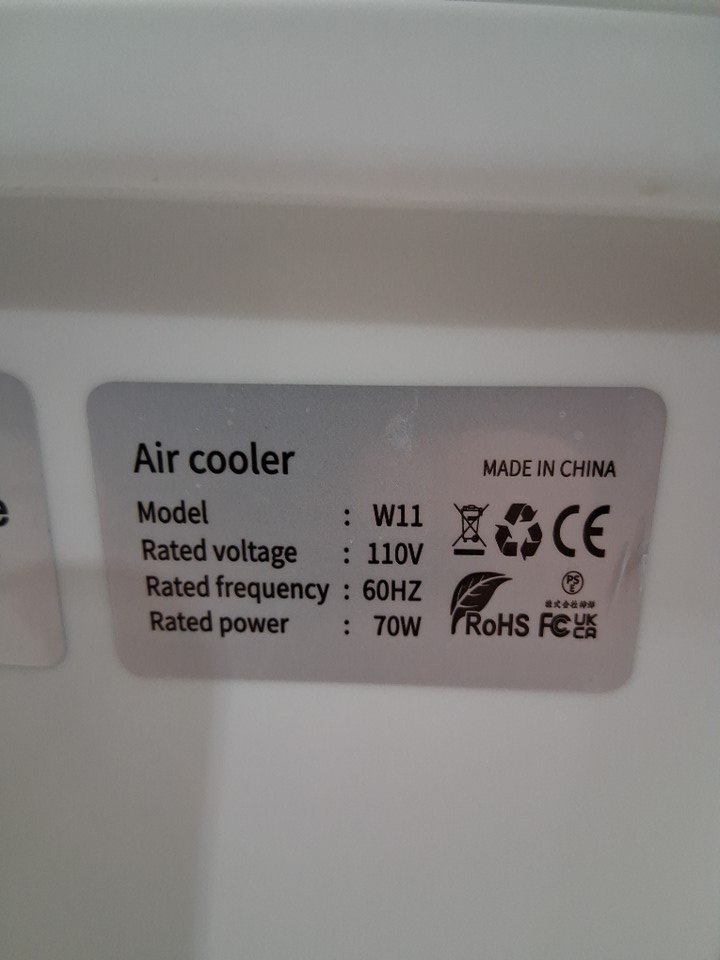 e
Air cooler
MADE IN CHINA
Model : W11
Rated voltage : 110V
Rated frequency : 60HZ
Rated power : 70W
CE
PS
E
RoHS FC UK
CA